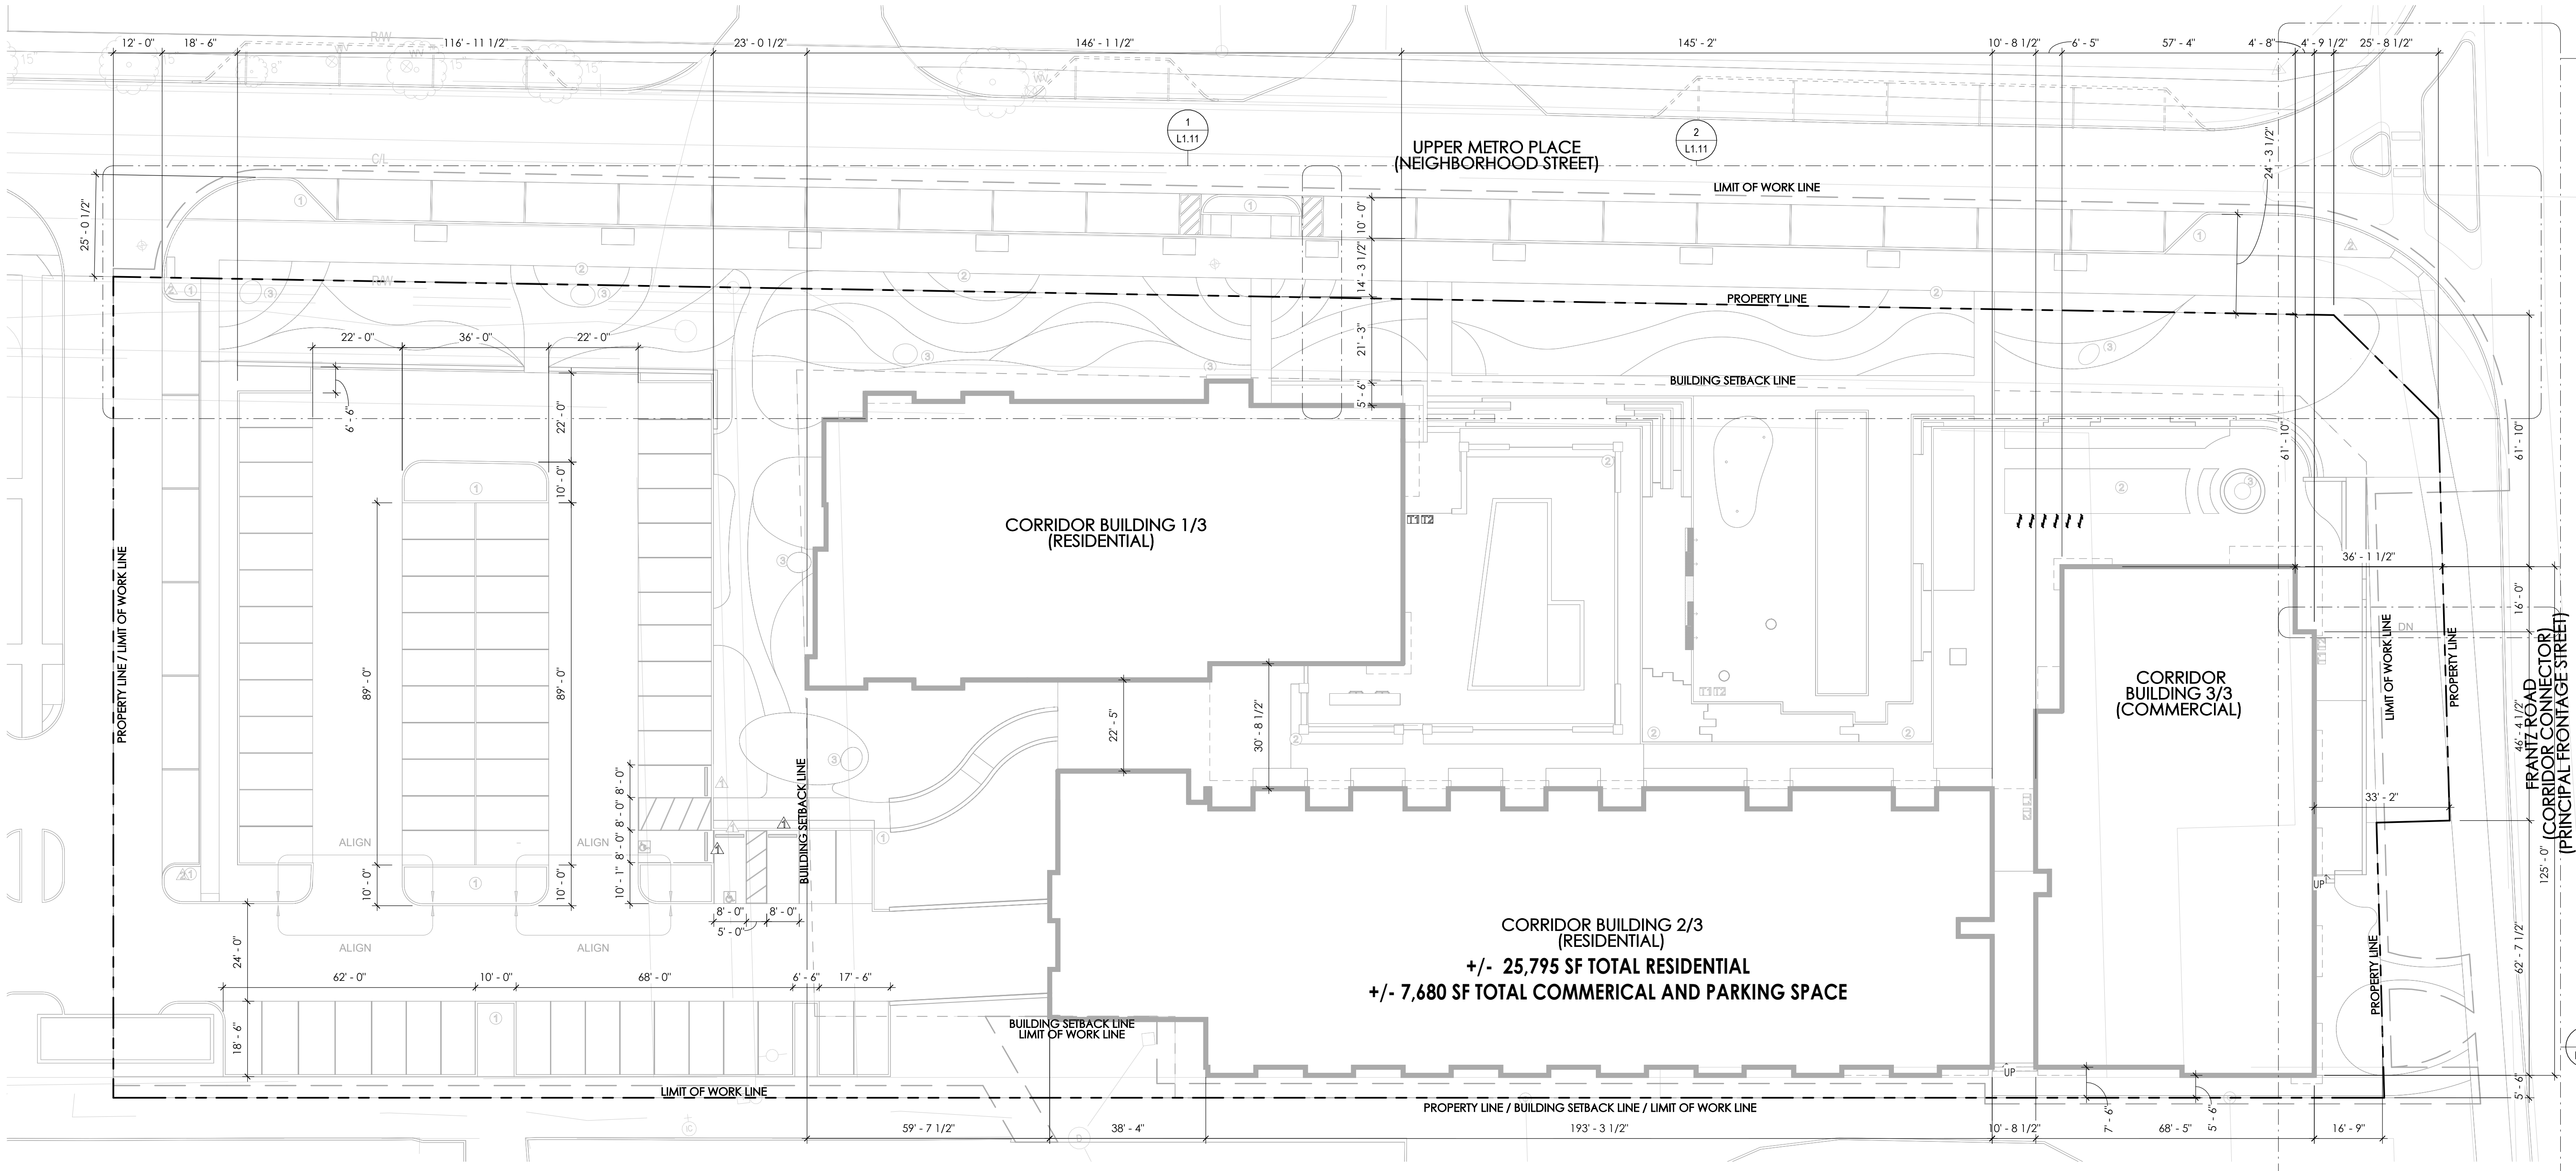 12' - 0"
18' - 6"
116' - 11 1/2"
23' - 0 1/2"
146' - 1 1/2"
145' - 2"
10' - 8 1/2"
6' - 5"
57' - 4"
4' - 8"
4' - 9 1/2"
25' - 8 1/2"
R/W
15"
8"
15"
15
1
L1.11
2
L1.11
UPPER METRO PLACE
(NEIGHBORHOOD STREET)
C/L
LIMIT OF WORK LINE
24' - 3 1/2"
25' - 0 1/2"
10' - 0"
14' - 3 1/2"
R/W
PROPERTY LINE
22' - 0"
36' - 0"
22' - 0"
21' - 3"
6' - 6"
22' - 0"
5' - 6"
BUILDING SETBACK LINE
61' - 10"
61' - 10"
10' - 0"
CORRIDOR BUILDING 1/3
(RESIDENTIAL)
T1 T2
36' - 1 1/2"
16' - 0"
PROPERTY LINE / LIMIT OF WORK LINE
89' - 0"
89' - 0"
CORRIDOR
BUILDING 3/3
(COMMERCIAL)
T1 T2
DN
LIMIT OF WORK LINE
PROPERTY LINE
46' - 4 1/2"
FRANTZ ROAD
(CORRIDOR CONNECTOR)
(PRINCIPAL FRONTAGE STREET)
22' - 5"
30' - 8 1/2"
BUILDING SETBACK LINE
8' - 0"
8' - 0"
8' - 0"
10' - 1"
33' - 2"
125' - 0"
ALIGN
ALIGN
10' - 0"
10' - 0"
UP
8' - 0"
8' - 0"
5' - 0"
CORRIDOR BUILDING 2/3
(RESIDENTIAL)
+/- 25,795 SF TOTAL RESIDENTIAL
+/- 7,680 SF TOTAL COMMERICAL AND PARKING SPACE
ALIGN
ALIGN
24' - 0"
62' - 0"
10' - 0"
68' - 0"
6' - 6"
17' - 6"
PROPERTY LINE
62' - 7 1/2"
18' - 6"
BUILDING SETBACK LINE
LIMIT OF WORK LINE
UP
LIMIT OF WORK LINE
PROPERTY LINE / BUILDING SETBACK LINE / LIMIT OF WORK LINE
7' - 6"
5' - 6"
5' - 6"
59' - 7 1/2"
38' - 4"
193' - 3 1/2"
10' - 8 1/2"
68' - 5"
16' - 9"